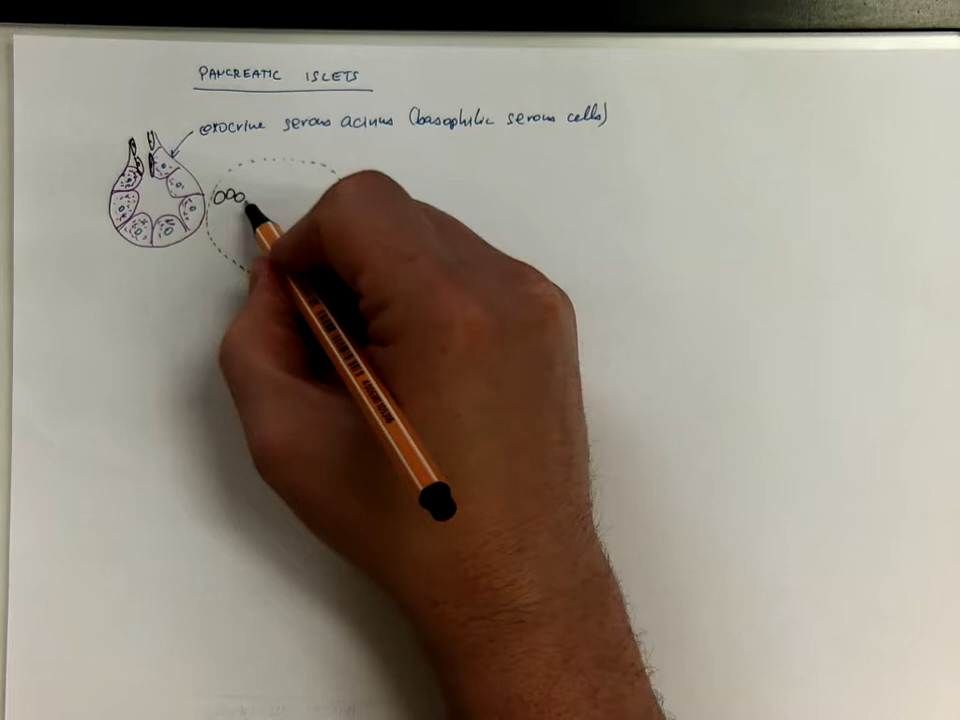 PANCREATIC ISLETS
exocrine serous acinus (basophilic serous cells)